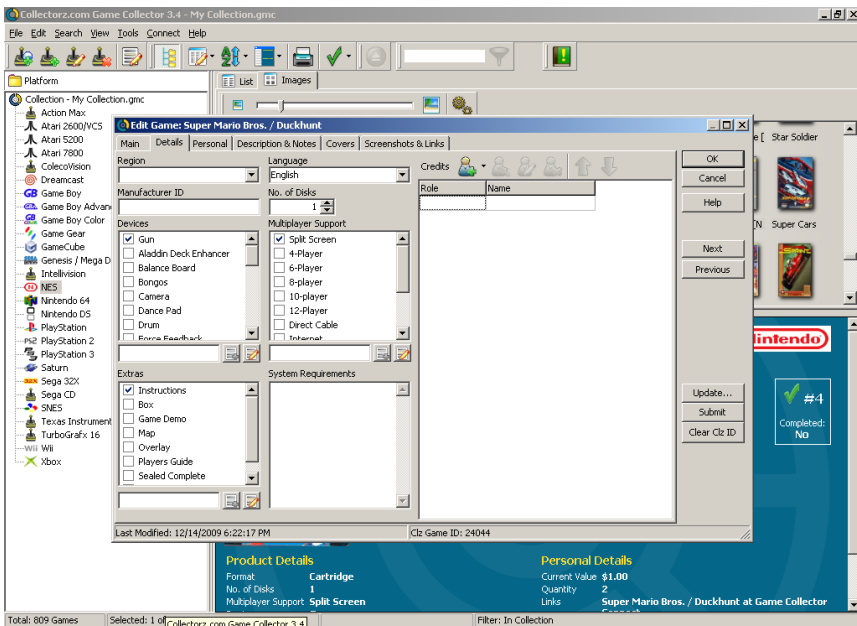 Collectorz.com Game Collector 3.4 - My Collection.gmc
File Edit Search View Tools Connect Help
Platform
List Images
Collection - My Collection.gmc
Action Max
Atari 2600/VCS
Atari 5200
Atari 7800
ColecoVision
Dreamcast
GB Game Boy
Game Boy Advan
Game Boy Color
Game Gear
GameCube
Genesis / Mega D
Intellivision
NES
Nintendo 64
Nintendo DS
PlayStation
PS2 PlayStation 2
PlayStation 3
Saturn
32X Sega 32X
Sega CD
SNES
Texas Instrument
TurboGrafx 16
Wii Wii
Xbox
Edit Game: Super Mario Bros. / Duckhunt
Main Details Personal Description & Notes Covers Screenshots & Links
Region
Language
English
Manufacturer ID
No. of Disks
1
Devices
Gun
Aladdin Deck Enhancer
Balance Board
Bongos
Camera
Dance Pad
Drum
Force Feedback
Multiplayer Support
Split Screen
4-Player
6-Player
8-player
10-player
12-Player
Direct Cable
Internet
Extras
Instructions
Box
Game Demo
Map
Overlay
Players Guide
Sealed Complete
System Requirements
Credits
Role Name
OK
Cancel
Help
Next
Previous
Update...
Submit
Clear Clz ID
Last Modified: 12/14/2009 6:22:17 PM
Clz Game ID: 24044
e [ Star Soldier
[N Super Cars
intendo
#4
Completed:
No
Product Details
Format Cartridge
No. of Disks 1
Multiplayer Support Split Screen
Personal Details
Current Value $1.00
Quantity 2
Links Super Mario Bros. / Duckhunt at Game Collector
Total: 809 Games
Selected: 1 of
Collectorz.com Game Collector 3.4
Filter: In Collection